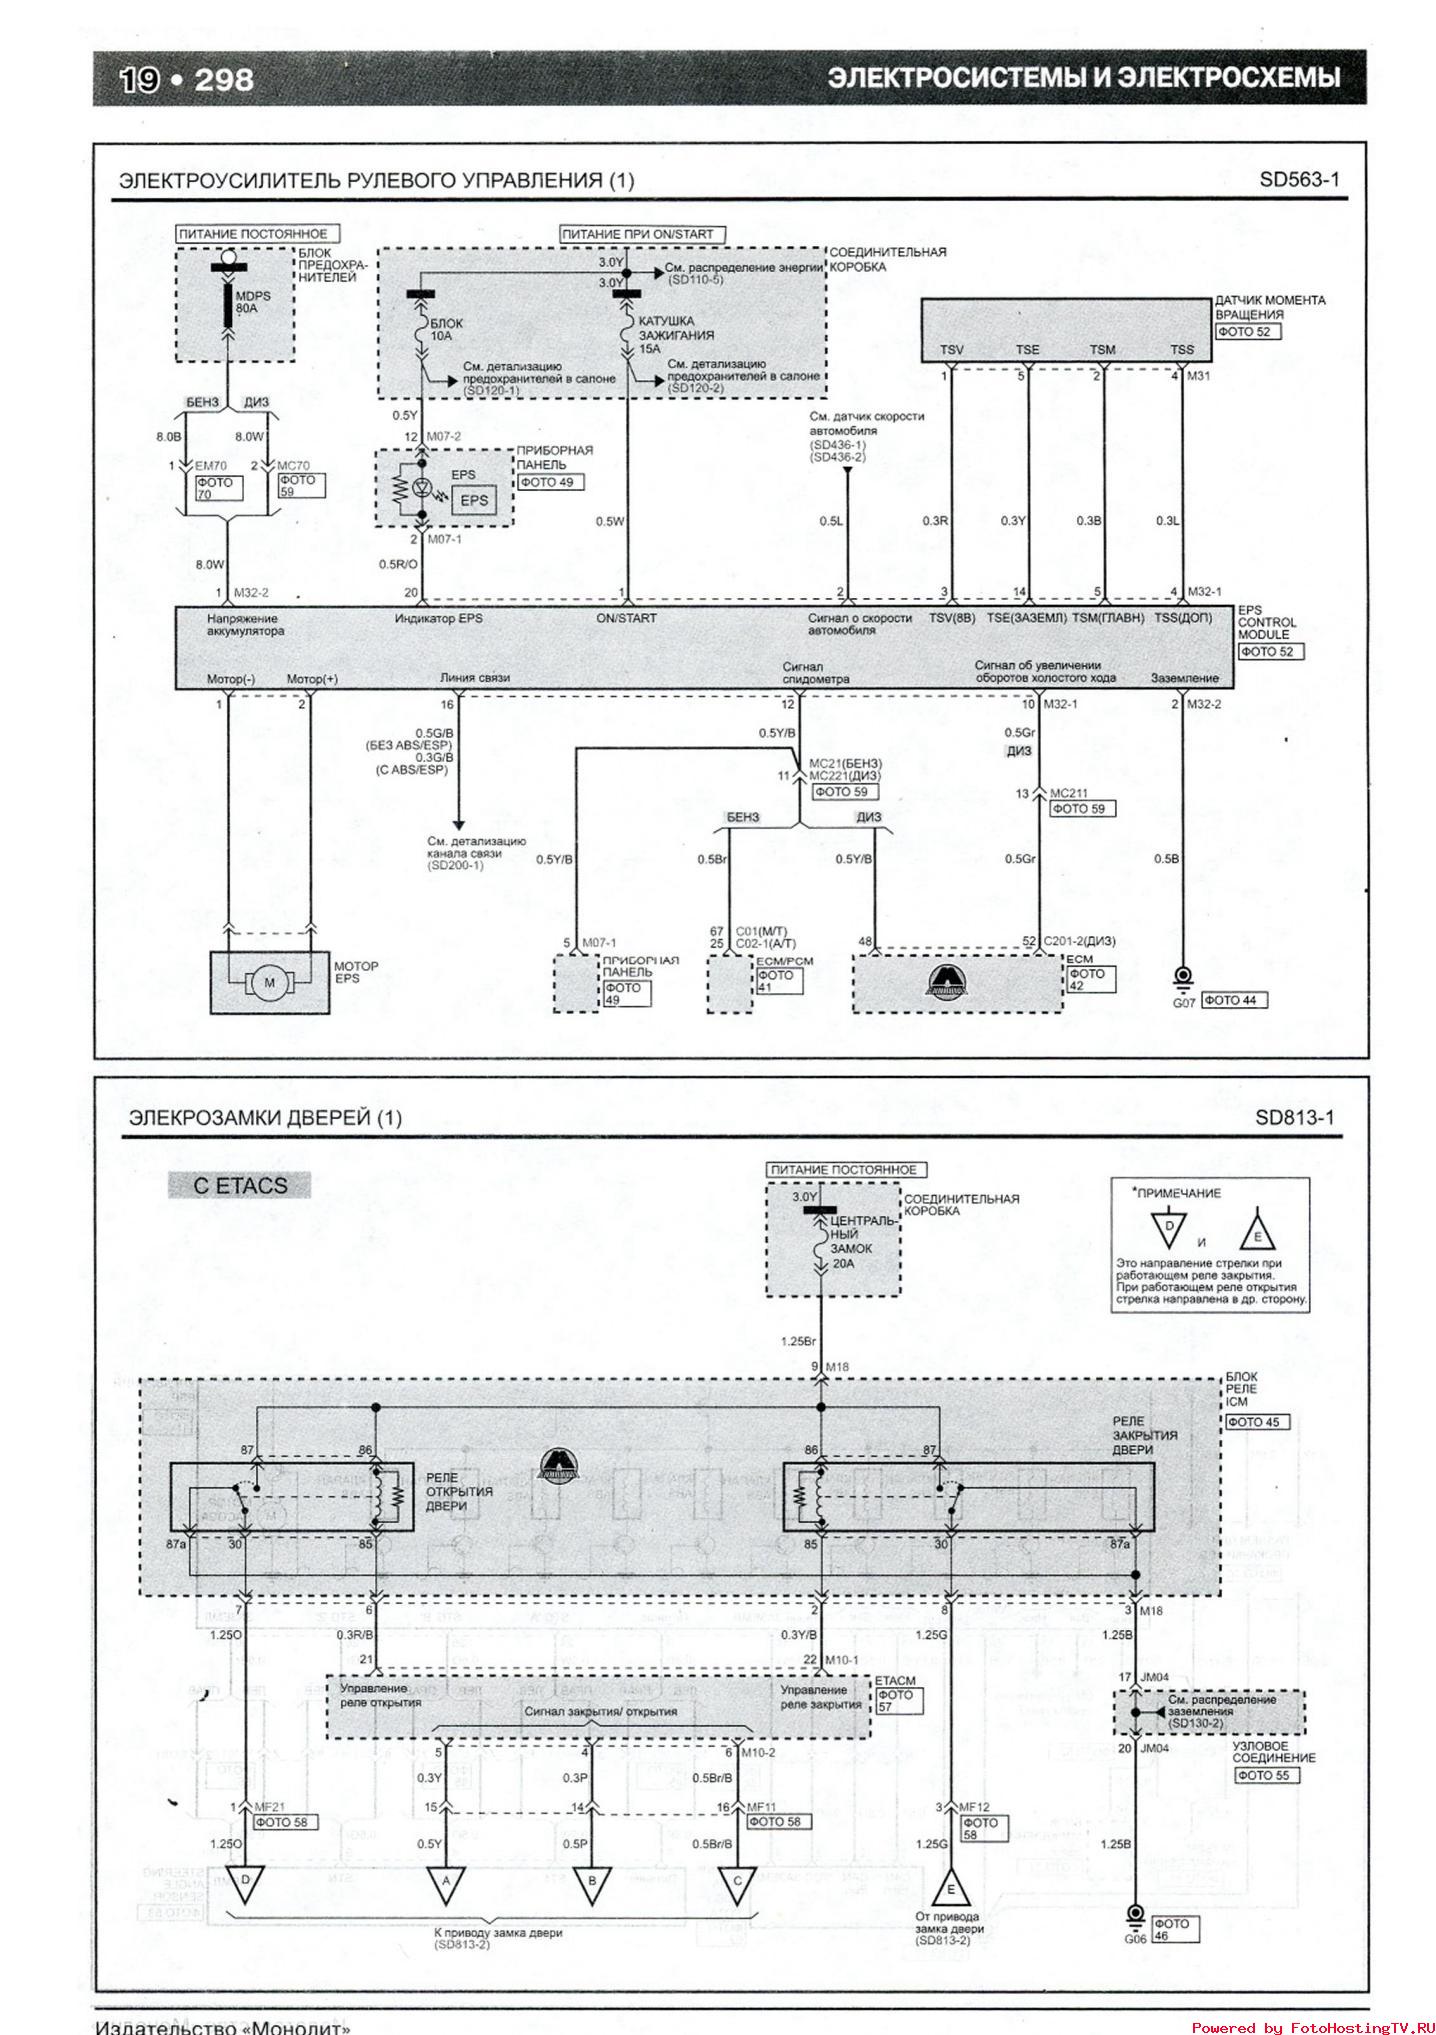 19 • 298
ЭЛЕКТРОСИСТЕМЫ И ЭЛЕКТРОСХЕМЫ
ЭЛЕКТРОУСИЛИТЕЛЬ РУЛЕВОГО УПРАВЛЕНИЯ (1)
SD563-1
ПИТАНИЕ ПОСТОЯННОЕ
ПИТАНИЕ ПРИ ON/START
БЛОК
ПРЕДОХРА-
НИТЕЛЕЙ
MDPS
80A
3.0Y
3.0Y
См. распределение энергии
(SD110-5)
СОЕДИНИТЕЛЬНАЯ
КОРОБКА
БЛОК
10А
КАТУШКА
ЗАЖИГАНИЯ
15А
См. детализацию
предохранителей в салоне
(SD120-1)
См. детализацию
предохранителей в салоне
(SD120-2)
ДАТЧИК МОМЕНТА
ВРАЩЕНИЯ
ФОТО 52
TSV
TSE
TSM
TSS
1
5
2
4
M31
БЕНЗ
ДИЗ
8.0B
8.0W
1
EM70
ФОТО
70
2
MC70
ФОТО
59
8.0W
1
M32-2
0.5Y
12
M07-2
ПРИБОРНАЯ
ПАНЕЛЬ
ФОТО 49
EPS
EPS
2
M07-1
0.5R/O
20
0.5W
1
См. датчик скорости
автомобиля
(SD436-1)
(SD436-2)
0.5L
2
0.3R
0.3Y
0.3B
0.3L
3
14
5
4
M32-1
Напряжение
аккумулятора
Индикатор EPS
ON/START
Сигнал о скорости
автомобиля
TSV(8B)
TSE(ЗАЗЕМЛ)
TSM(ГЛАВН)
TSS(ДОП)
EPS
CONTROL
MODULE
ФОТО 52
Мотор(-)
Мотор(+)
Линия связи
Сигнал
спидометра
Сигнал об увеличении
оборотов холостого хода
Заземление
1
2
16
12
10
M32-1
2
M32-2
0.5G/B
(БЕЗ ABS/ESP)
0.3G/B
(С ABS/ESP)
См. детализацию
канала связи
(SD200-1)
0.5Y/B
11
MC21(БЕНЗ)
MC221(ДИЗ)
ФОТО 59
0.5Gr
ДИЗ
13
MC211
ФОТО 59
БЕНЗ
ДИЗ
0.5Y/B
0.5Br
0.5Y/B
0.5Gr
0.5B
5
M07-1
67
C01(M/T)
25
C02-1(A/T)
48
52
C201-2(ДИЗ)
МОТОР
EPS
M
ПРИБОРНАЯ
ПАНЕЛЬ
ФОТО
49
ECM/PCM
ФОТО
41
ECM
ФОТО
42
G07
ФОТО 44
ЭЛЕКРОЗАМКИ ДВЕРЕЙ (1)
SD813-1
С ETACS
ПИТАНИЕ ПОСТОЯННОЕ
3.0Y
ЦЕНТРАЛЬ-
НЫЙ
ЗАМОК
20А
СОЕДИНИТЕЛЬНАЯ
КОРОБКА
*ПРИМЕЧАНИЕ
D
и
E
Это направление стрелки при
работающем реле закрытия.
При работающем реле открытия
стрелка направлена в др. сторону.
1.25Br
9
M18
БЛОК
РЕЛЕ
ICM
ФОТО 45
87
86
86
87
РЕЛЕ
ОТКРЫТИЯ
ДВЕРИ
РЕЛЕ
ЗАКРЫТИЯ
ДВЕРИ
87a
30
85
85
30
87a
7
6
2
8
3
M18
1.25O
0.3R/B
0.3Y/B
1.25G
1.25B
21
22
M10-1
17
JM04
Управление
реле открытия
Управление
реле закрытия
ETACM
ФОТО
57
Сигнал закрытия/ открытия
См. распределение
заземления
(SD130-2)
5
4
6
M10-2
20
JM04
УЗЛОВОЕ
СОЕДИНЕНИЕ
ФОТО 55
0.3Y
0.3P
0.5Br/B
1
MF21
ФОТО 58
15
14
16
MF11
ФОТО 58
3
MF12
ФОТО
58
1.25O
0.5Y
0.5P
0.5Br/B
1.25G
1.25B
D
A
B
C
E
К приводу замка двери
(SD813-2)
От привода
замка двери
(SD813-2)
G06
ФОТО
46
Издательство «Монолит»
Powered by FotoHostingTV.RU